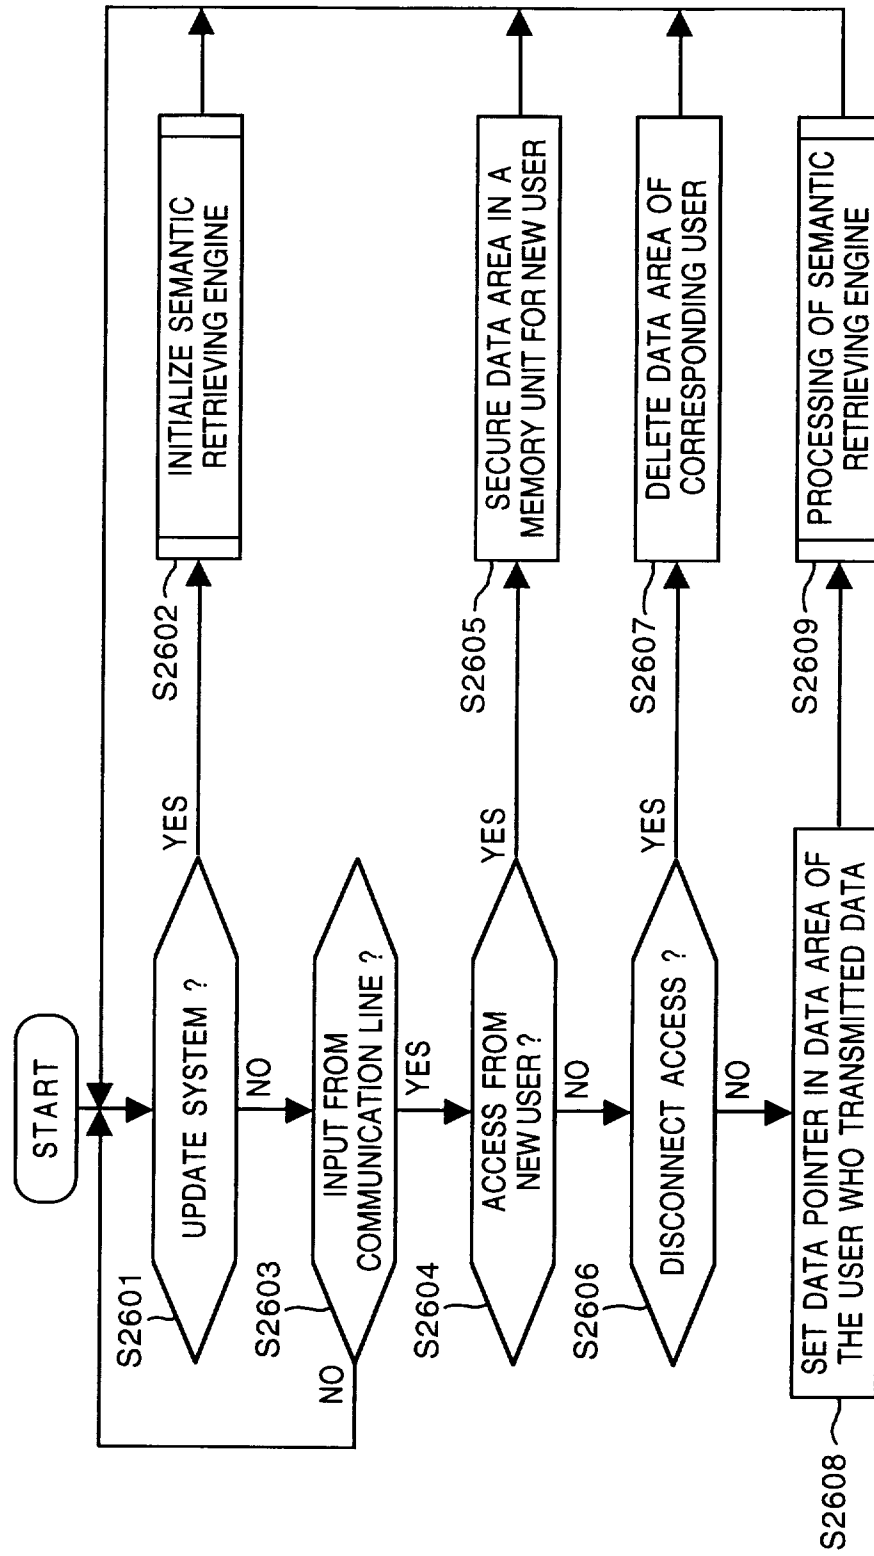 START
S2601
UPDATE SYSTEM ?
YES
NO
S2602
INITIALIZE SEMANTIC
RETRIEVING ENGINE
S2603
INPUT FROM
COMMUNICATION LINE ?
NO
YES
S2604
ACCESS FROM
NEW USER ?
YES
NO
S2605
SECURE DATA AREA IN A
MEMORY UNIT FOR NEW USER
S2606
DISCONNECT ACCESS ?
YES
NO
S2607
DELETE DATA AREA OF
CORRESPONDING USER
S2608
SET DATA POINTER IN DATA AREA OF
THE USER WHO TRANSMITTED DATA
S2609
PROCESSING OF SEMANTIC
RETRIEVING ENGINE